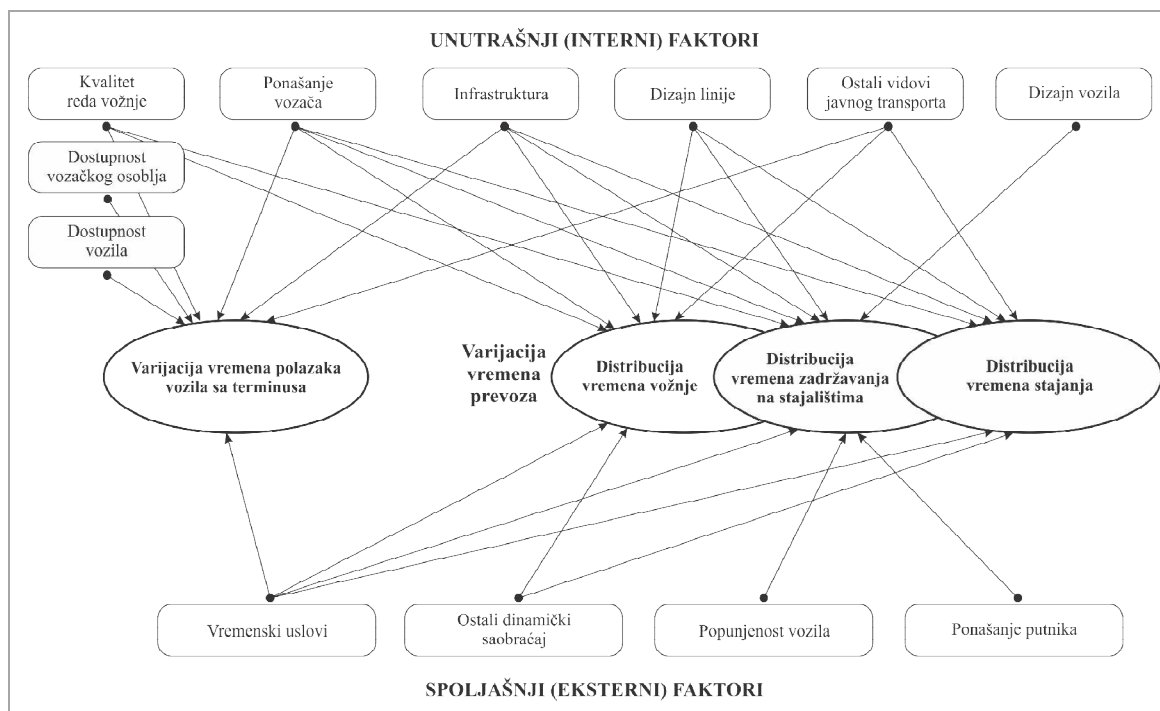 UNUTRAŠNJI (INTERNI) FAKTORI
Kvalitet
reda vožnje
Ponašanje
vozača
Infrastruktura
Dizajn linije
Ostali vidovi
javnog transporta
Dizajn vozila
Dostupnost
vozačkog osoblja
Dostupnost
vozila
Varijacija vremena polazaka
vozila sa terminusa
Varijacija
vremena
prevoza
Distribucija
vremena vožnje
Distribucija
vremena zadržavanja
na stajalištima
Distribucija
vremena stajanja
Vremenski uslovi
Ostali dinamički
saobraćaj
Popunjenost vozila
Ponašanje putnika
SPOLJAŠNJI (EKSTERNI) FAKTORI